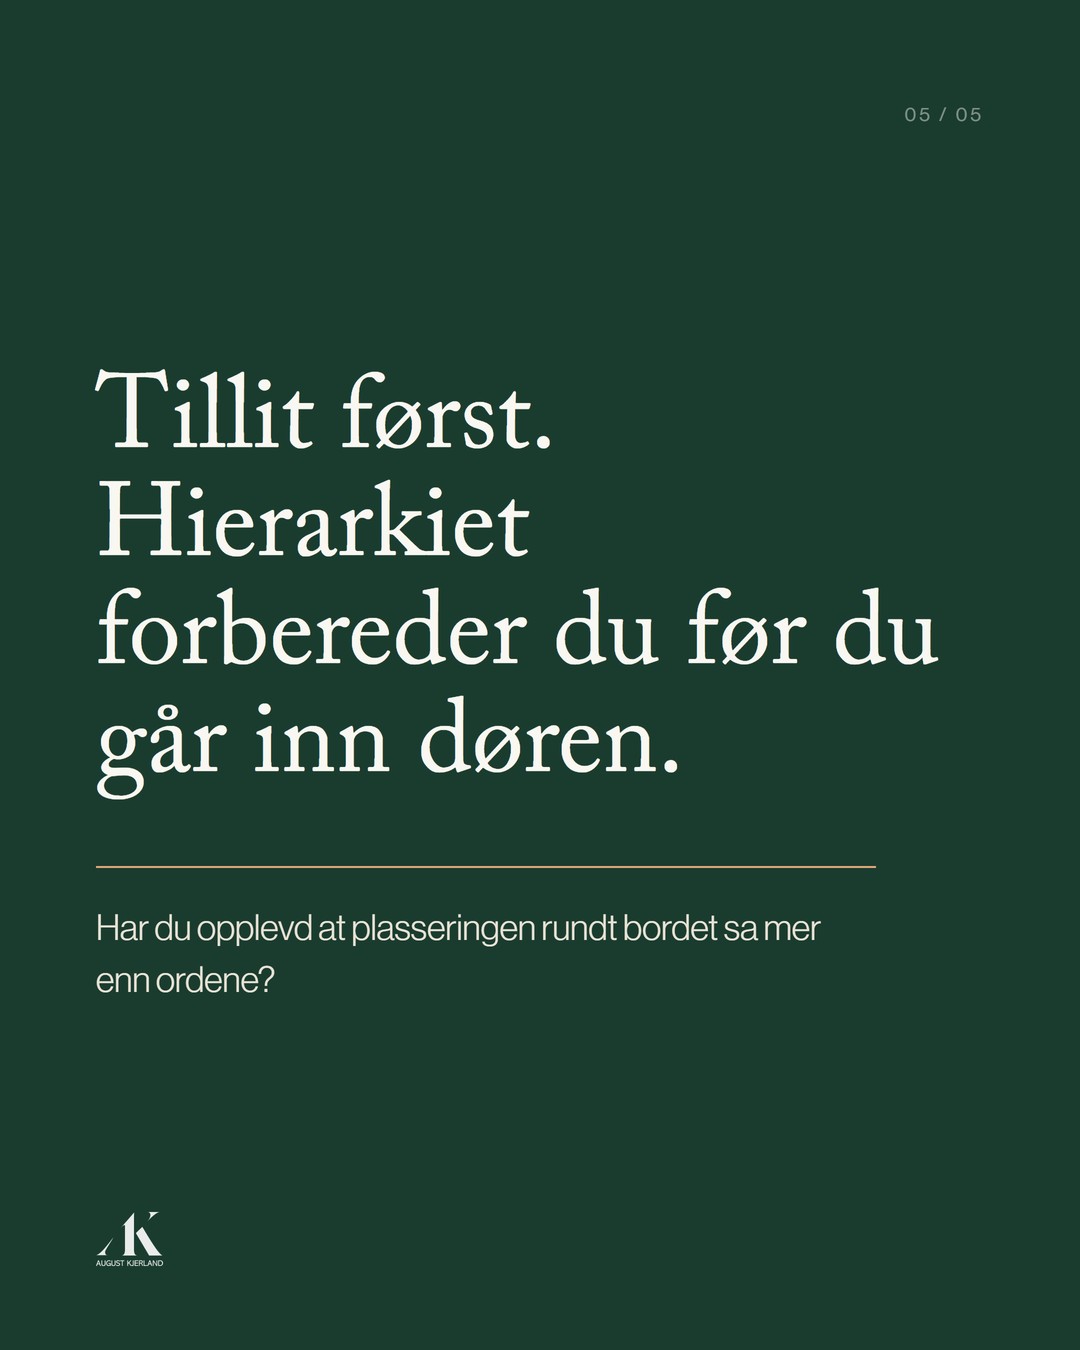 05 / 05
Tillit først.
Hierarkiet
forbereder du før du
går inn døren.
Har du opplevd at plasseringen rundt bordet sa mer
enn ordene?
AK
AUGUST KJERLAND